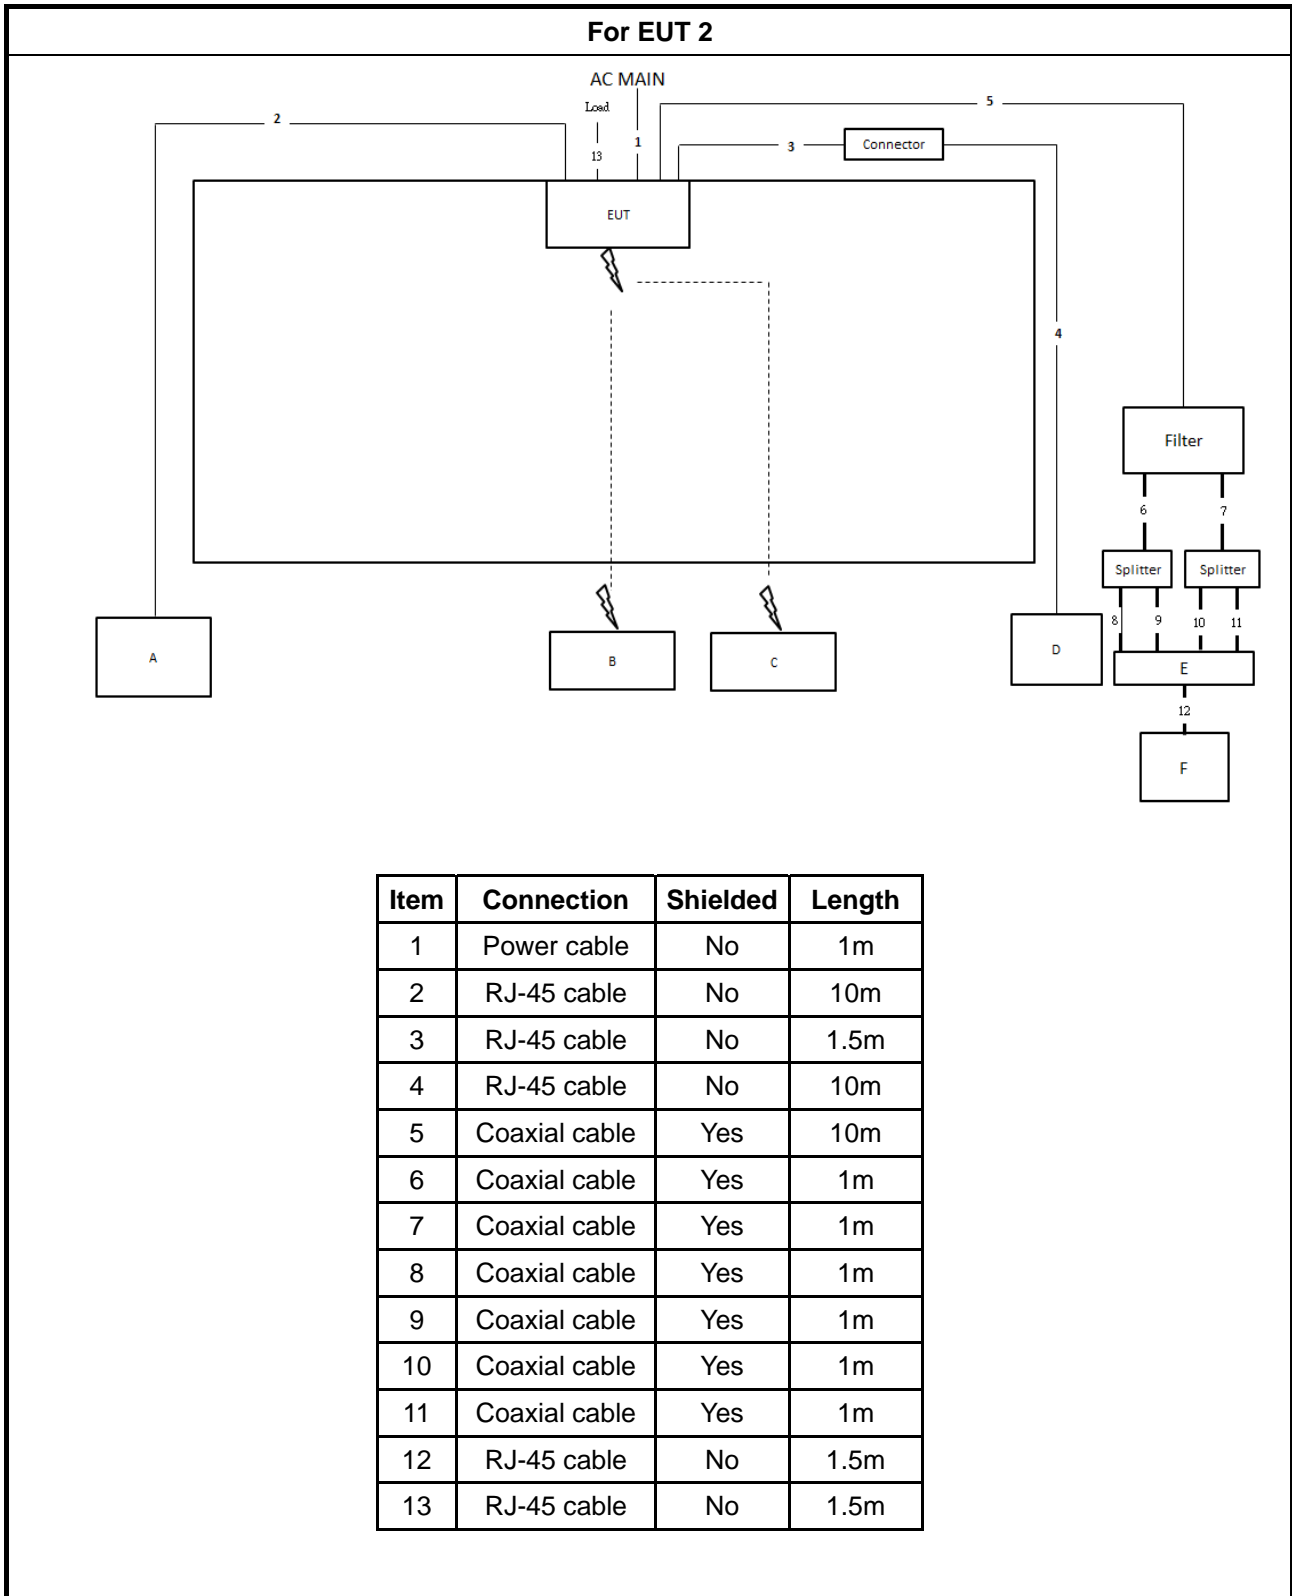 For EUT 2
AC MAIN
Load
5
2
1
13
3
Connector
EUT
4
Filter
6
7
Splitter
Splitter
8
9
10
11
A
B
C
D
E
12
F
Item Connection Shielded Length
1 Power cable No 1m
2 RJ-45 cable No 10m
3 RJ-45 cable No 1.5m
4 RJ-45 cable No 10m
5 Coaxial cable Yes 10m
6 Coaxial cable Yes 1m
7 Coaxial cable Yes 1m
8 Coaxial cable Yes 1m
9 Coaxial cable Yes 1m
10 Coaxial cable Yes 1m
11 Coaxial cable Yes 1m
12 RJ-45 cable No 1.5m
13 RJ-45 cable No 1.5m